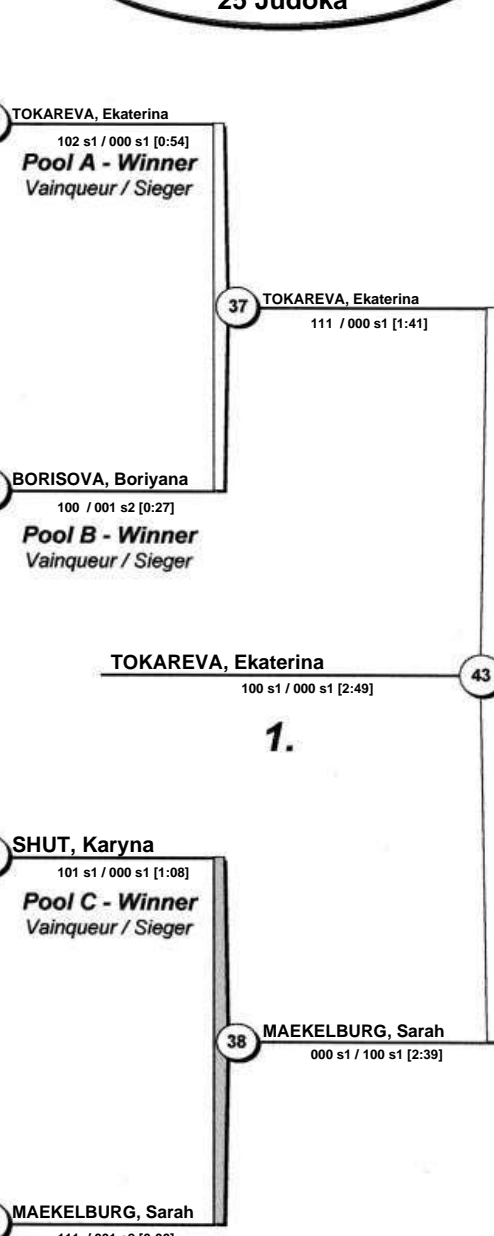 25 Judoka
TOKAREVA, Ekaterina
102 s1 / 000 s1 [0:54]
Pool A - Winner
Vainqueur / Sieger
37
TOKAREVA, Ekaterina
111 / 000 s1 [1:41]
BORISOVA, Boriyana
100 / 001 s2 [0:27]
Pool B - Winner
Vainqueur / Sieger
TOKAREVA, Ekaterina
43
100 s1 / 000 s1 [2:49]
1.
SHUT, Karyna
101 s1 / 000 s1 [1:08]
Pool C - Winner
Vainqueur / Sieger
38
MAEKELBURG, Sarah
000 s1 / 100 s1 [2:39]
MAEKELBURG, Sarah